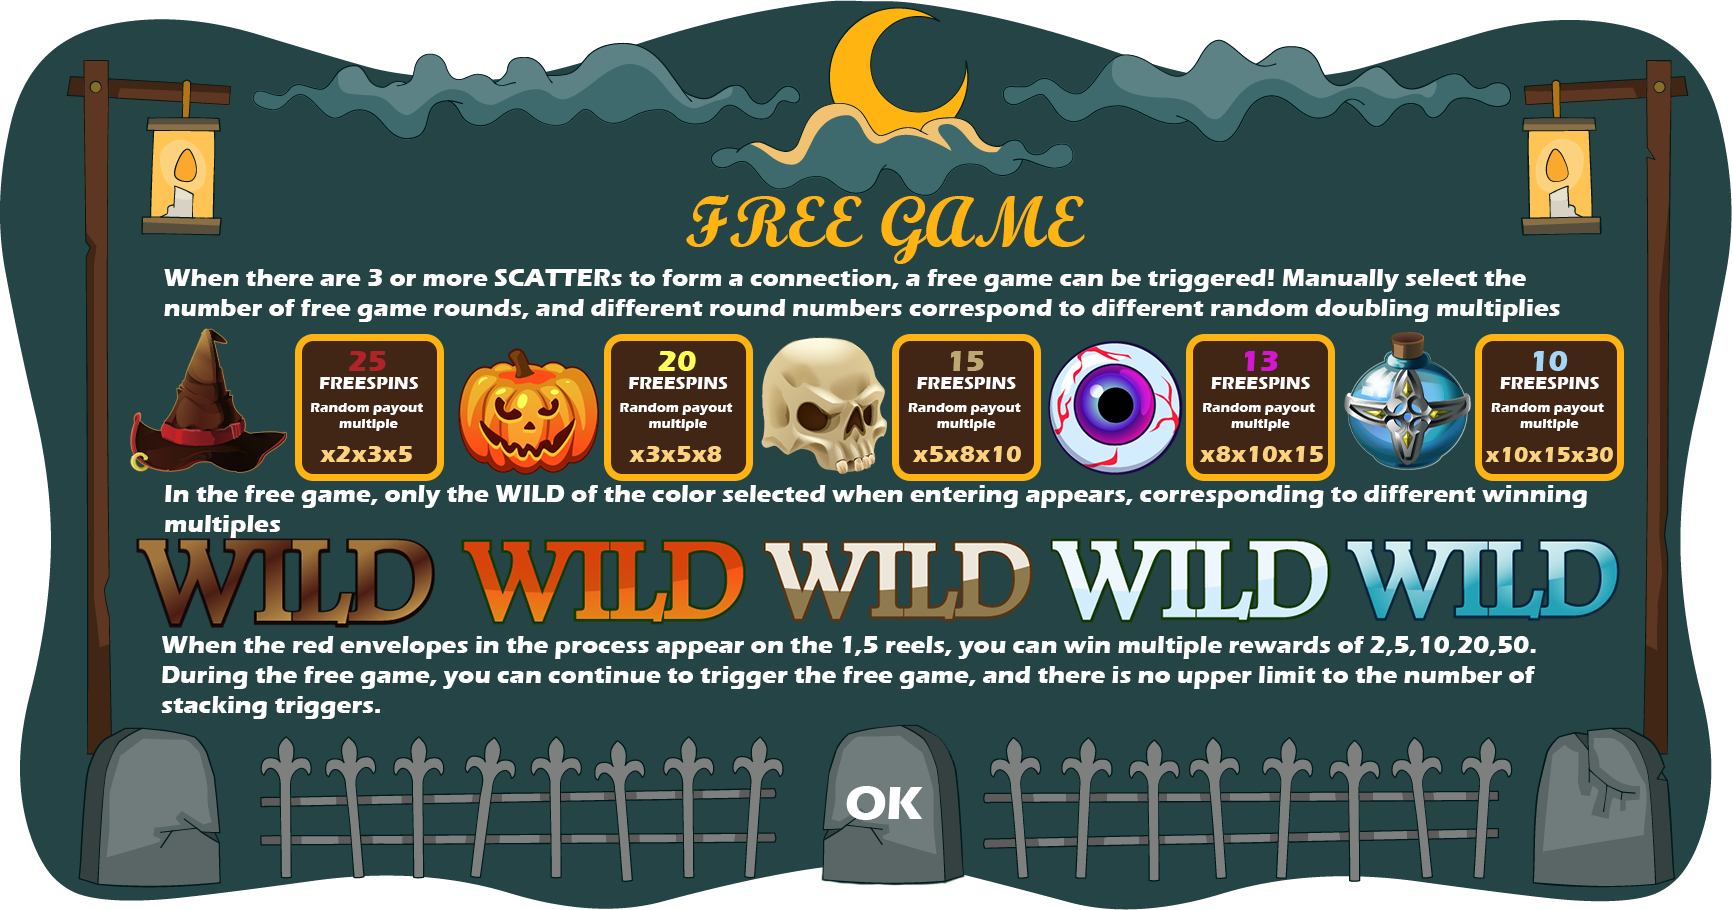 FREE GAME
When there are 3 or more SCATTERs to form a connection, a free game can be triggered! Manually select the
number of free game rounds, and different round numbers correspond to different random doubling multiplies
25
FREESPINS
Random payout
multiple
x2x3x5
20
FREESPINS
Random payout
multiple
x3x5x8
15
FREESPINS
Random payout
multiple
x5x8x10
13
FREESPINS
Random payout
multiple
x8x10x15
10
FREESPINS
Random payout
multiple
x10x15x30
In the free game, only the WILD of the color selected when entering appears, corresponding to different winning
multiples
WILD WILD WILD WILD WILD
When the red envelopes in the process appear on the 1,5 reels, you can win multiple rewards of 2,5,10,20,50.
During the free game, you can continue to trigger the free game, and there is no upper limit to the number of
stacking triggers.
OK